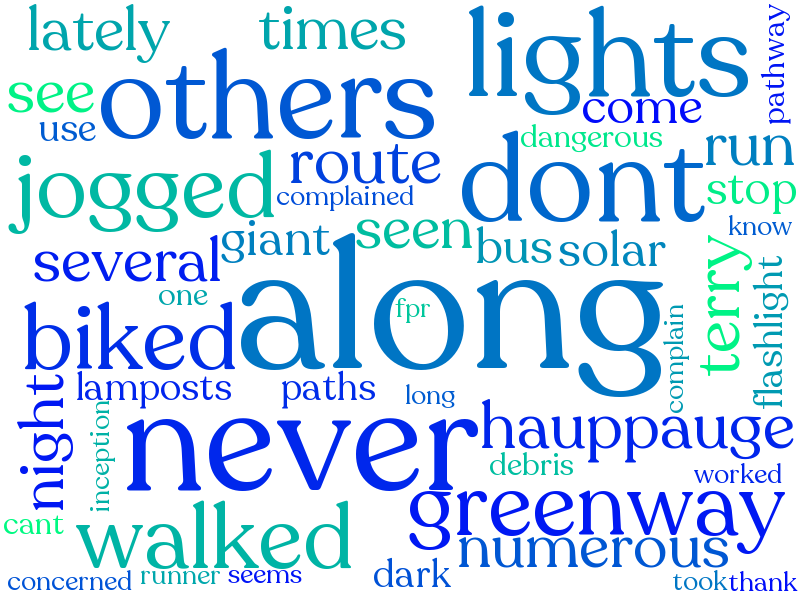 lately
times
lights
pathway
see
others
come
use
dangerous
run
jogged
route
dont
complained
stop
know
giant
seen
several
along
bus
solar
terry
one
fpr
flashlight
biked
complain
lamposts
paths
long
night
inception
never
hauppauge
debris
worked
greenway
cant
walked
numerous
concerned
runner
seems
dark
took
thank